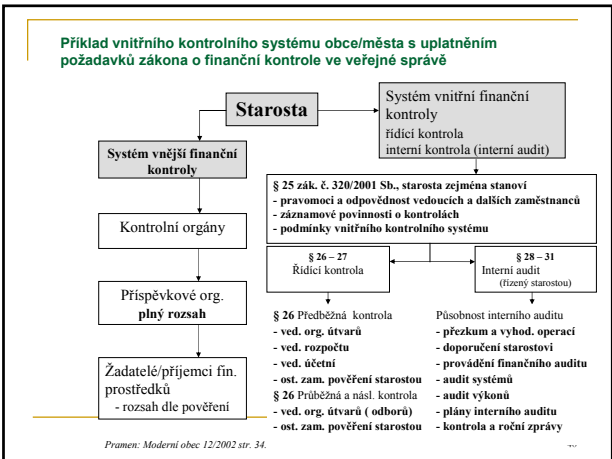 Příklad vnitřního kontrolního systému obce/města s uplatněním
požadavků zákona o finanční kontrole ve veřejné správě
Starosta
Systém vnitřní finanční
kontroly
řídící kontrola
interní kontrola (interní audit)
Systém vnější finanční
kontroly
Kontrolní orgány
Příspěvkové org.
plný rozsah
Žadatelé/příjemci fin.
prostředků
- rozsah dle pověření
§ 25 zák. č. 320/2001 Sb., starosta zejména stanoví
- pravomoci a odpovědnost vedoucích a dalších zaměstnanců
- záznamové povinnosti o kontrolách
- podmínky vnitřního kontrolního systému
§ 26 – 27
Řídící kontrola
§ 28 – 31
Interní audit
(řízený starostou)
§ 26 Předběžná kontrola
- ved. org. útvarů
- ved. rozpočtu
- ved. účetní
- ost. zam. pověření starostou
§ 26 Průběžná a násl. kontrola
- ved. org. útvarů ( odborů)
- ost. zam. pověření starostou
Působnost interního auditu
- přezkum a vyhod. operací
- doporučení starostovi
- provádění finančního auditu
- audit systémů
- audit výkonů
- plány interního auditu
- kontrola a roční zprávy
Pramen: Moderní obec 12/2002 str. 34.